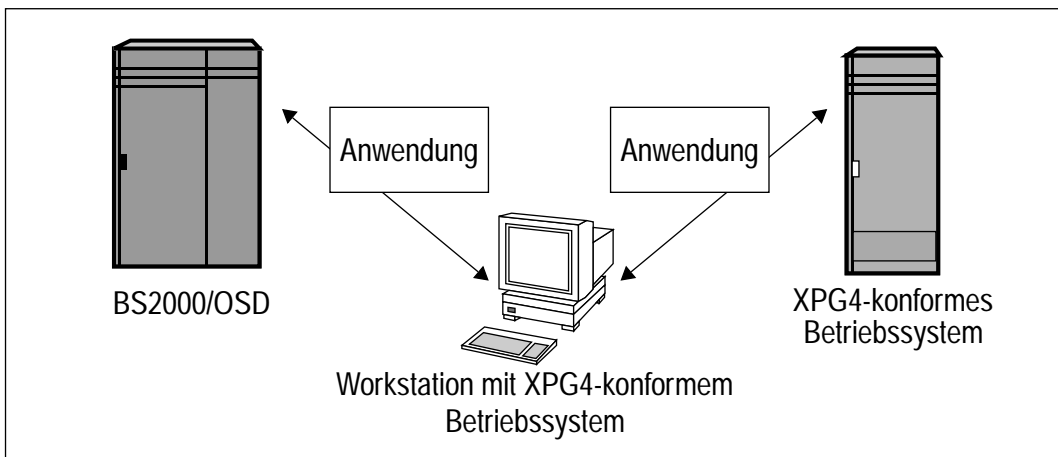 Anwendung
Anwendung
BS2000/OSD
XPG4-konformes
Betriebssystem
Workstation mit XPG4-konformem
Betriebssystem